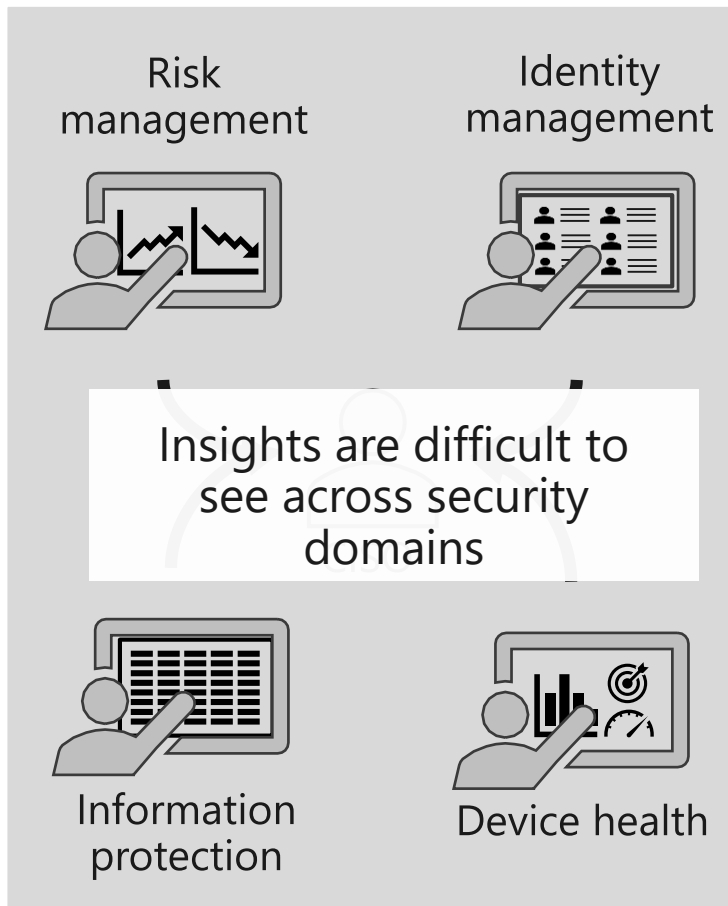 Risk
management
Identity
management
Insights are difficult to
see across security
domains
Information
protection
Device health